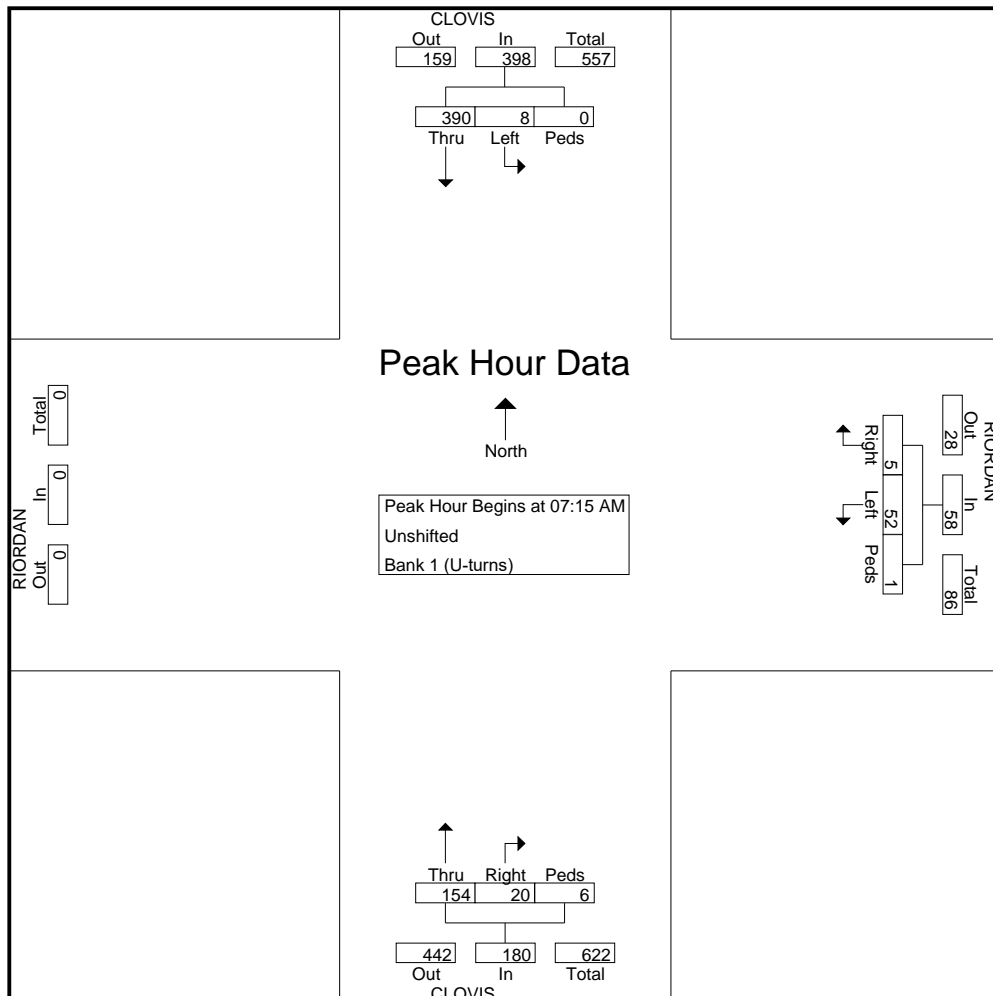 CLOVIS
Out In Total
159 398 557
390 8 0
Thru Left Peds
Peak Hour Data
North
Peak Hour Begins at 07:15 AM
Unshifted
Bank 1 (U-turns)
RIORDAN
Out In Total
0 0 0
RIORDAN
Out In Total
28 58 86
5 52 1
Right Left Peds
Thru Right Peds
154 20 6
442 180 622
Out In Total
CLOVIS